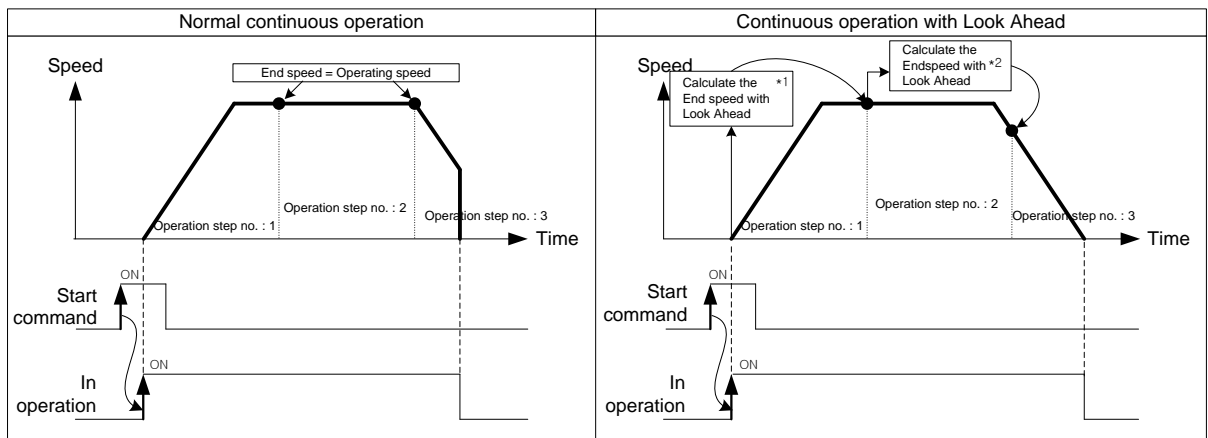 Normal continuous operation
Speed
End speed = Operating speed
Operation step no. : 1
Operation step no. : 2
Operation step no. : 3
Time
ON
Start
command
ON
In
operation
Continuous operation with Look Ahead
Speed
Calculate the *1
End speed with
Look Ahead
Calculate the
Endspeed with *2
Look Ahead
Operation step no. : 1
Operation step no. : 2
Operation step no. : 3
Time
ON
Start
command
ON
In
operation